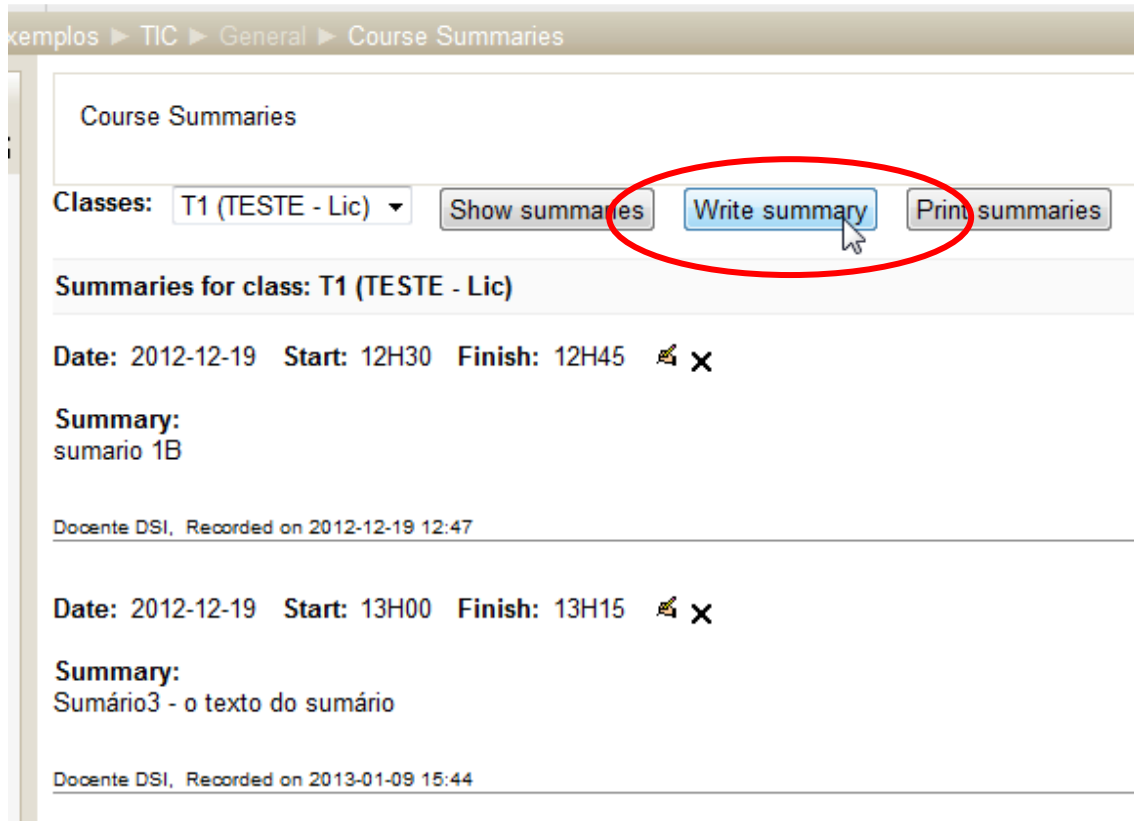 xemplos ► TIC ► General ► Course Summaries
Course Summaries
Classes: T1 (TESTE - Lic) Show summaries Write summary Print summaries
Summaries for class: T1 (TESTE - Lic)
Date: 2012-12-19 Start: 12H30 Finish: 12H45
Summary:
sumario 1B
Docente DSI, Recorded on 2012-12-19 12:47
Date: 2012-12-19 Start: 13H00 Finish: 13H15
Summary:
Sumário3 - o texto do sumário
Docente DSI, Recorded on 2013-01-09 15:44